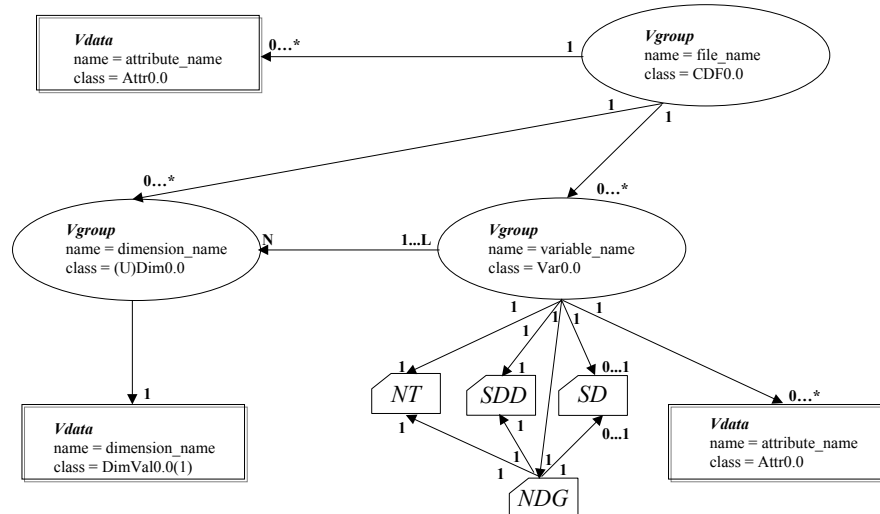 Vdata
name = attribute_name
class = Attr0.0
0…*
1
Vgroup
name = file_name
class = CDF0.0
1
1
0…*
0…*
Vgroup
name = dimension_name
class = (U)Dim0.0
N
1...L
Vgroup
name = variable_name
class = Var0.0
1
1
1
1
1
1
1
0...1
NT
SDD
SD
1
Vdata
name = dimension_name
class = DimVal0.0(1)
0…*
Vdata
name = attribute_name
class = Attr0.0
1
1
0...1
1
1
1
1
NDG